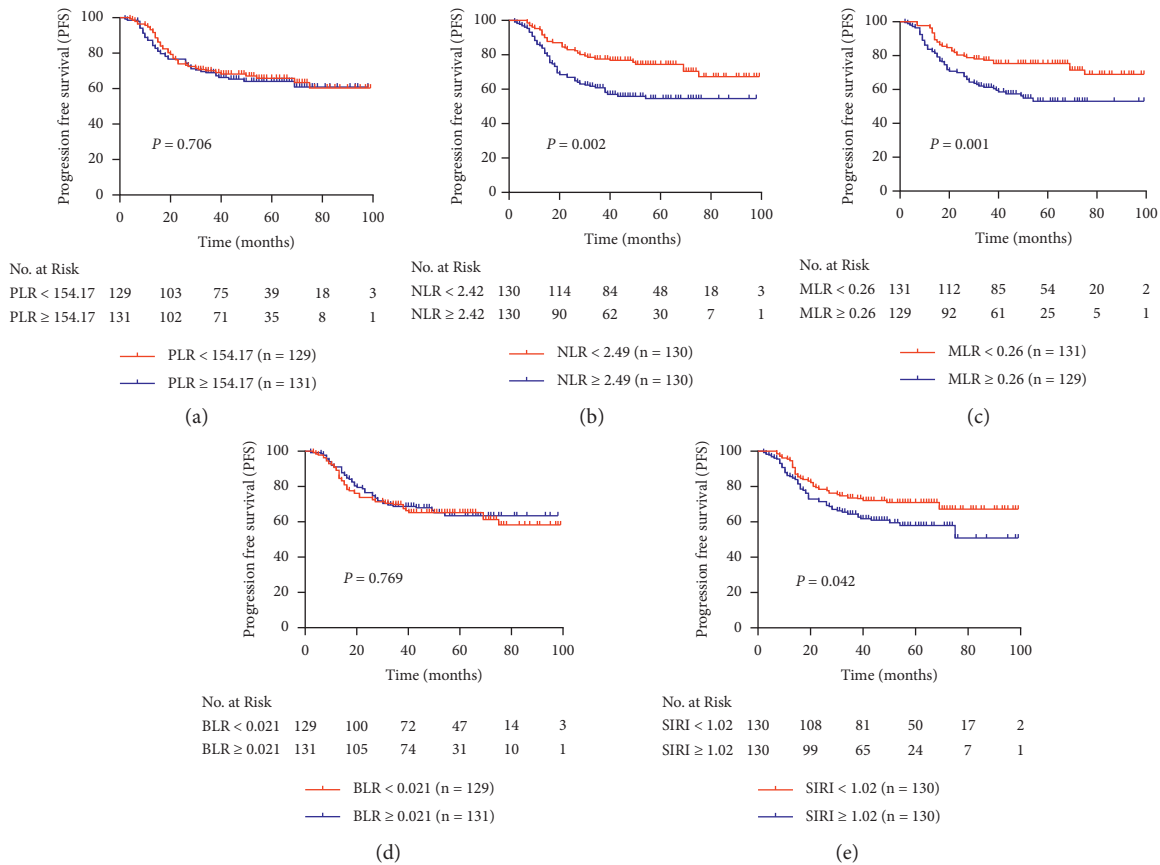 Progression free survival (PFS)
100
80
60
40
20
0
P = 0.706
0 20 40 60 80 100
Time (months)
No. at Risk
PLR < 154.17 129 103 75 39 18 3
PLR ≥ 154.17 131 102 71 35 8 1
PLR < 154.17 (n = 129)
PLR ≥ 154.17 (n = 131)
(a)
Progression free survival (PFS)
100
80
60
40
20
0
P = 0.002
0 20 40 60 80 100
Time (months)
No. at Risk
NLR < 2.42 130 114 84 48 18 3
NLR ≥ 2.42 130 90 62 30 7 1
NLR < 2.49 (n = 130)
NLR ≥ 2.49 (n = 130)
(b)
Progression free survival (PFS)
100
80
60
40
20
0
P = 0.001
0 20 40 60 80 100
Time (months)
No. at Risk
MLR < 0.26 131 112 85 54 20 2
MLR ≥ 0.26 129 92 61 25 5 1
MLR < 0.26 (n = 131)
MLR ≥ 0.26 (n = 129)
(c)
Progression free survival (PFS)
100
80
60
40
20
0
P = 0.769
0 20 40 60 80 100
Time (months)
No. at Risk
BLR < 0.021 129 100 72 47 14 3
BLR ≥ 0.021 131 105 74 31 10 1
BLR < 0.021 (n = 129)
BLR ≥ 0.021 (n = 131)
(d)
Progression free survival (PFS)
100
80
60
40
20
0
P = 0.042
0 20 40 60 80 100
Time (months)
No. at Risk
SIRI < 1.02 130 108 81 50 17 2
SIRI ≥ 1.02 130 99 65 24 7 1
SIRI < 1.02 (n = 130)
SIRI ≥ 1.02 (n = 130)
(e)